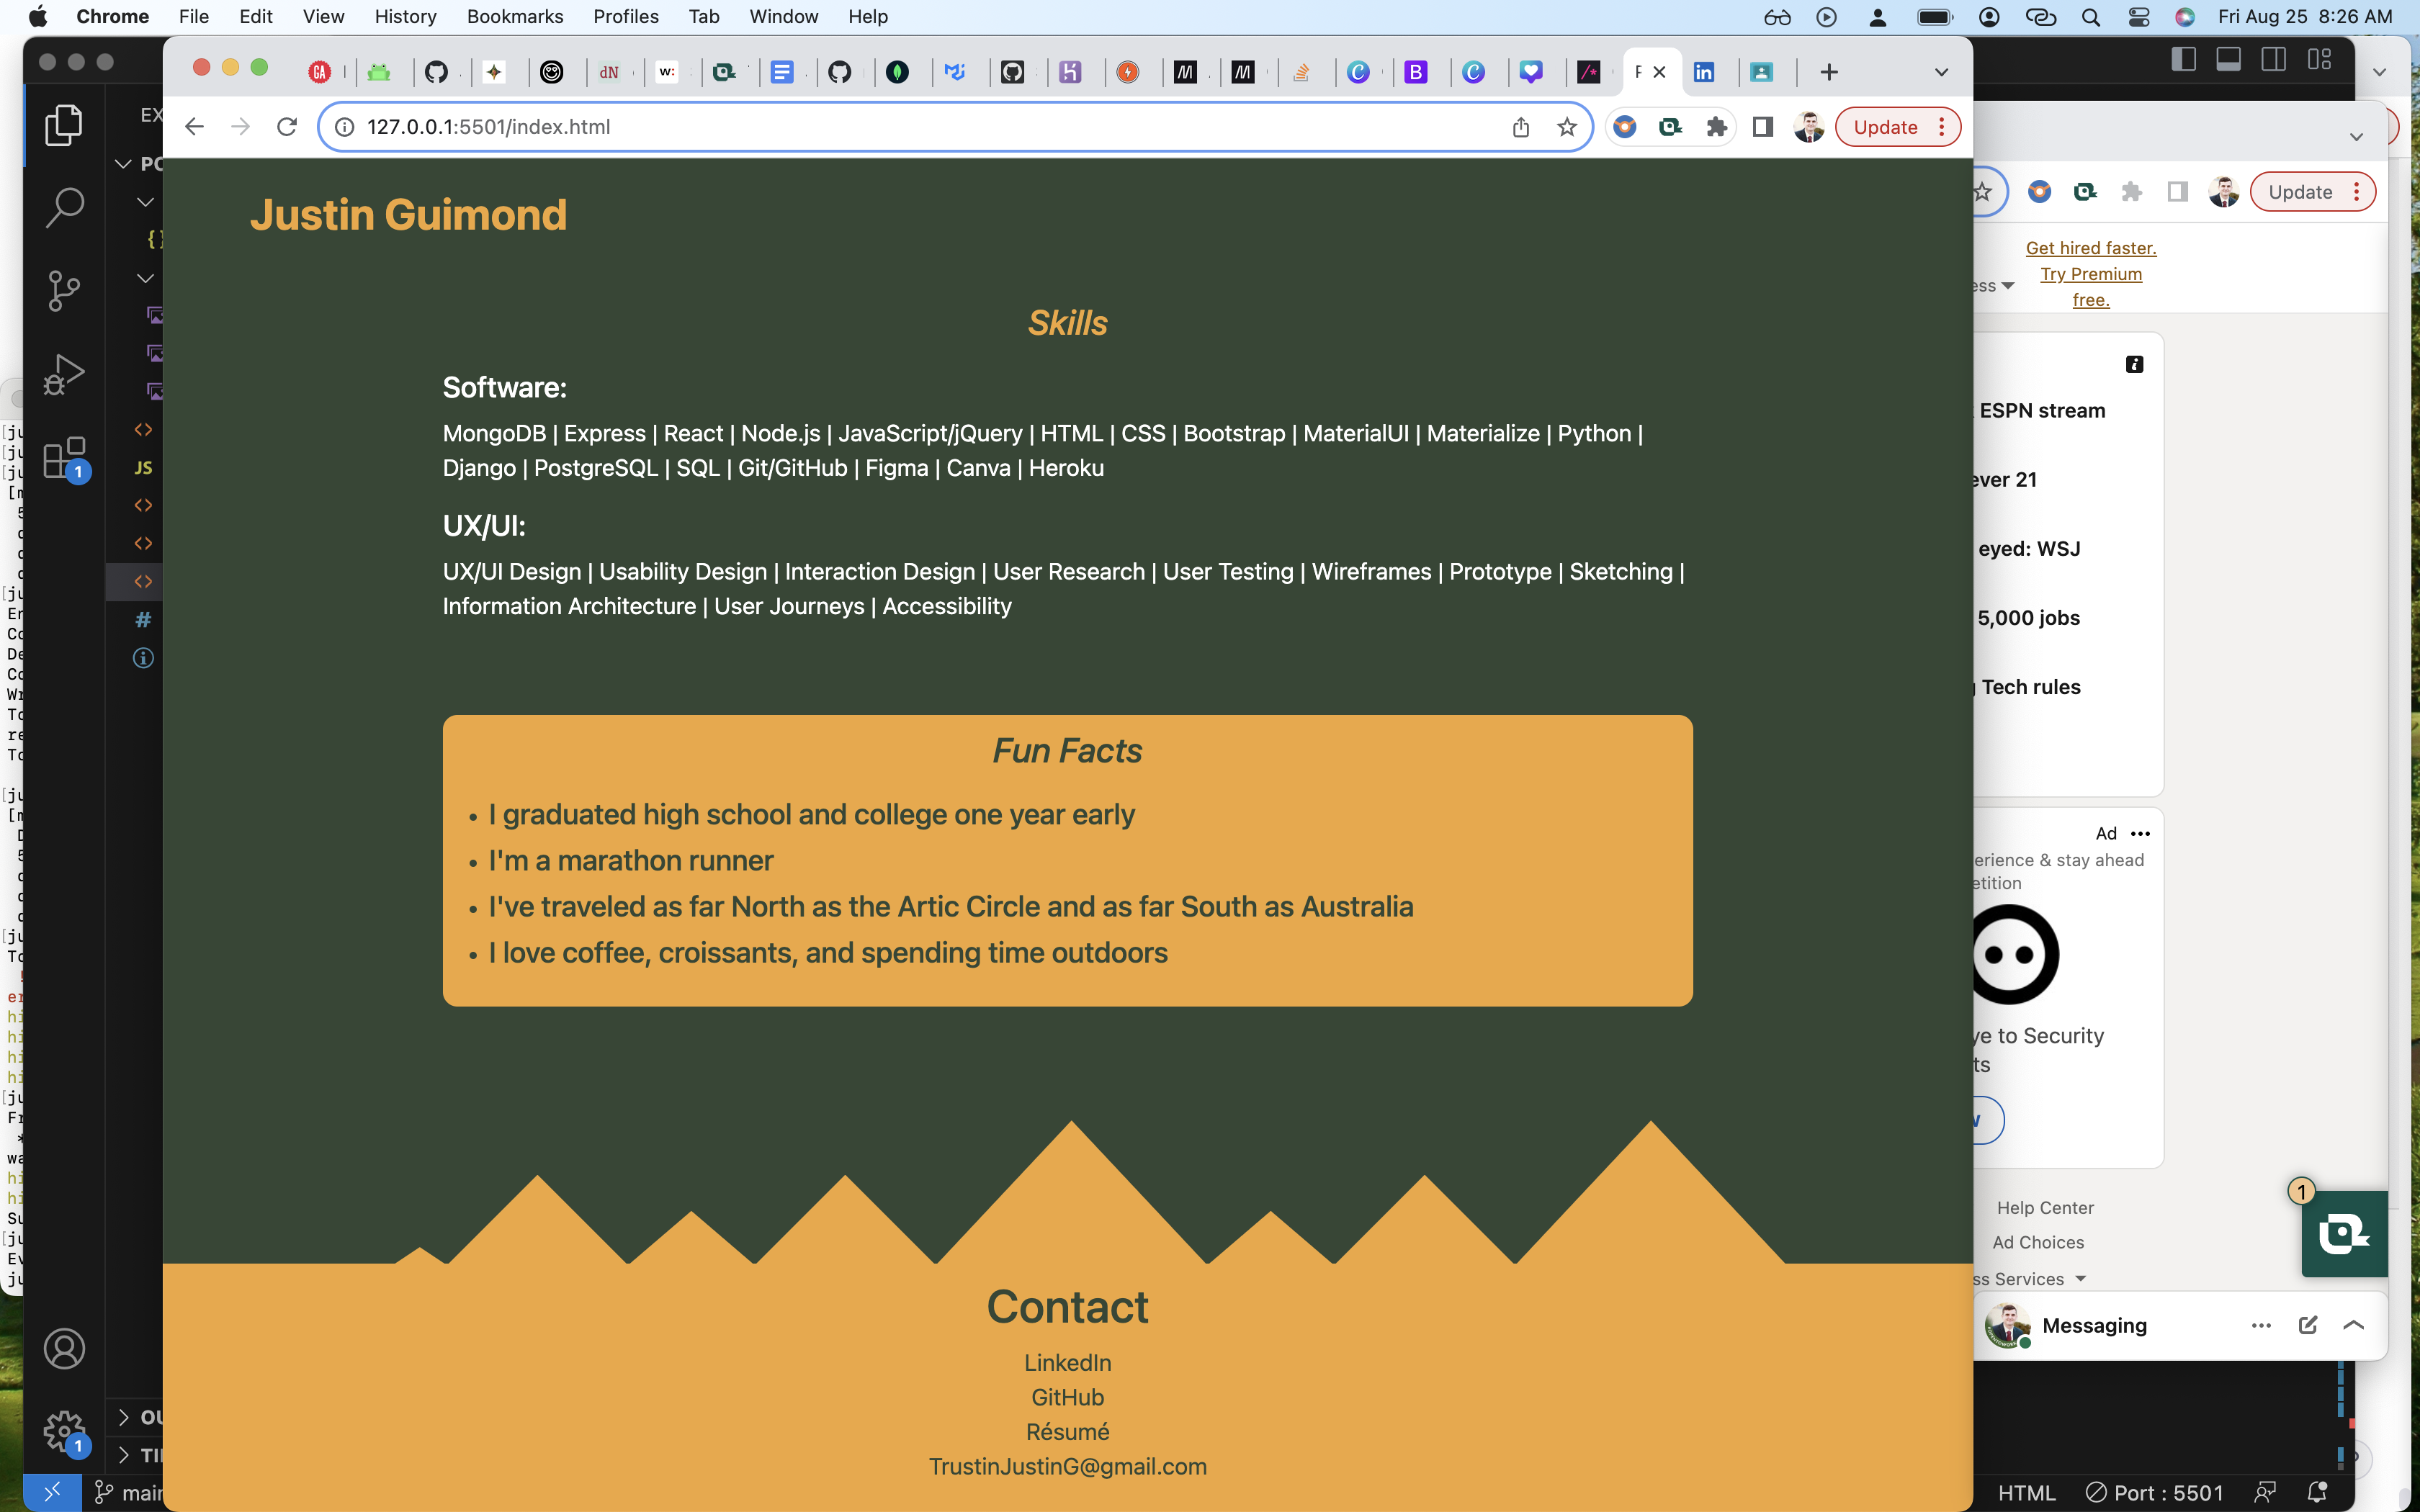 Chrome File Edit View History Bookmarks Profiles Tab Window Help Fri Aug 25 8:26 AM
GA dN w: M M C B C /*
127.0.0.1:5501/index.html Update
Update
Get hired faster.
Try Premium
free.
Justin Guimond
Skills
Software:
MongoDB | Express | React | Node.js | JavaScript/jQuery | HTML | CSS | Bootstrap | MaterialUI | Materialize | Python |
Django | PostgreSQL | SQL | Git/GitHub | Figma | Canva | Heroku
UX/UI:
UX/UI Design | Usability Design | Interaction Design | User Research | User Testing | Wireframes | Prototype | Sketching |
Information Architecture | User Journeys | Accessibility
Fun Facts
• I graduated high school and college one year early
• I'm a marathon runner
• I've traveled as far North as the Artic Circle and as far South as Australia
• I love coffee, croissants, and spending time outdoors
Contact
LinkedIn
GitHub
Résumé
TrustinJustinG@gmail.com
ESPN stream
ever 21
eyed: WSJ
5,000 jobs
Tech rules
Ad
erience & stay ahead
etition
ye to Security
ts
Help Center
Ad Choices
ss Services
1
Messaging
JS
1
1
main
HTML Port : 5501